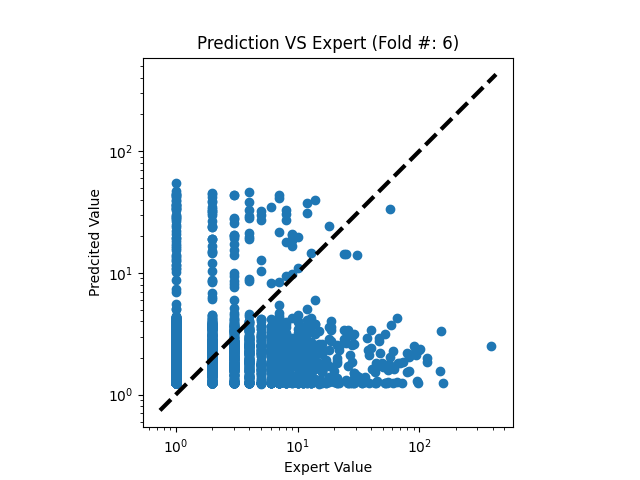 Prediction VS Expert (Fold #: 6)
Predcited Value
10²
10¹
10⁰
10⁰ 10¹ 10²
Expert Value